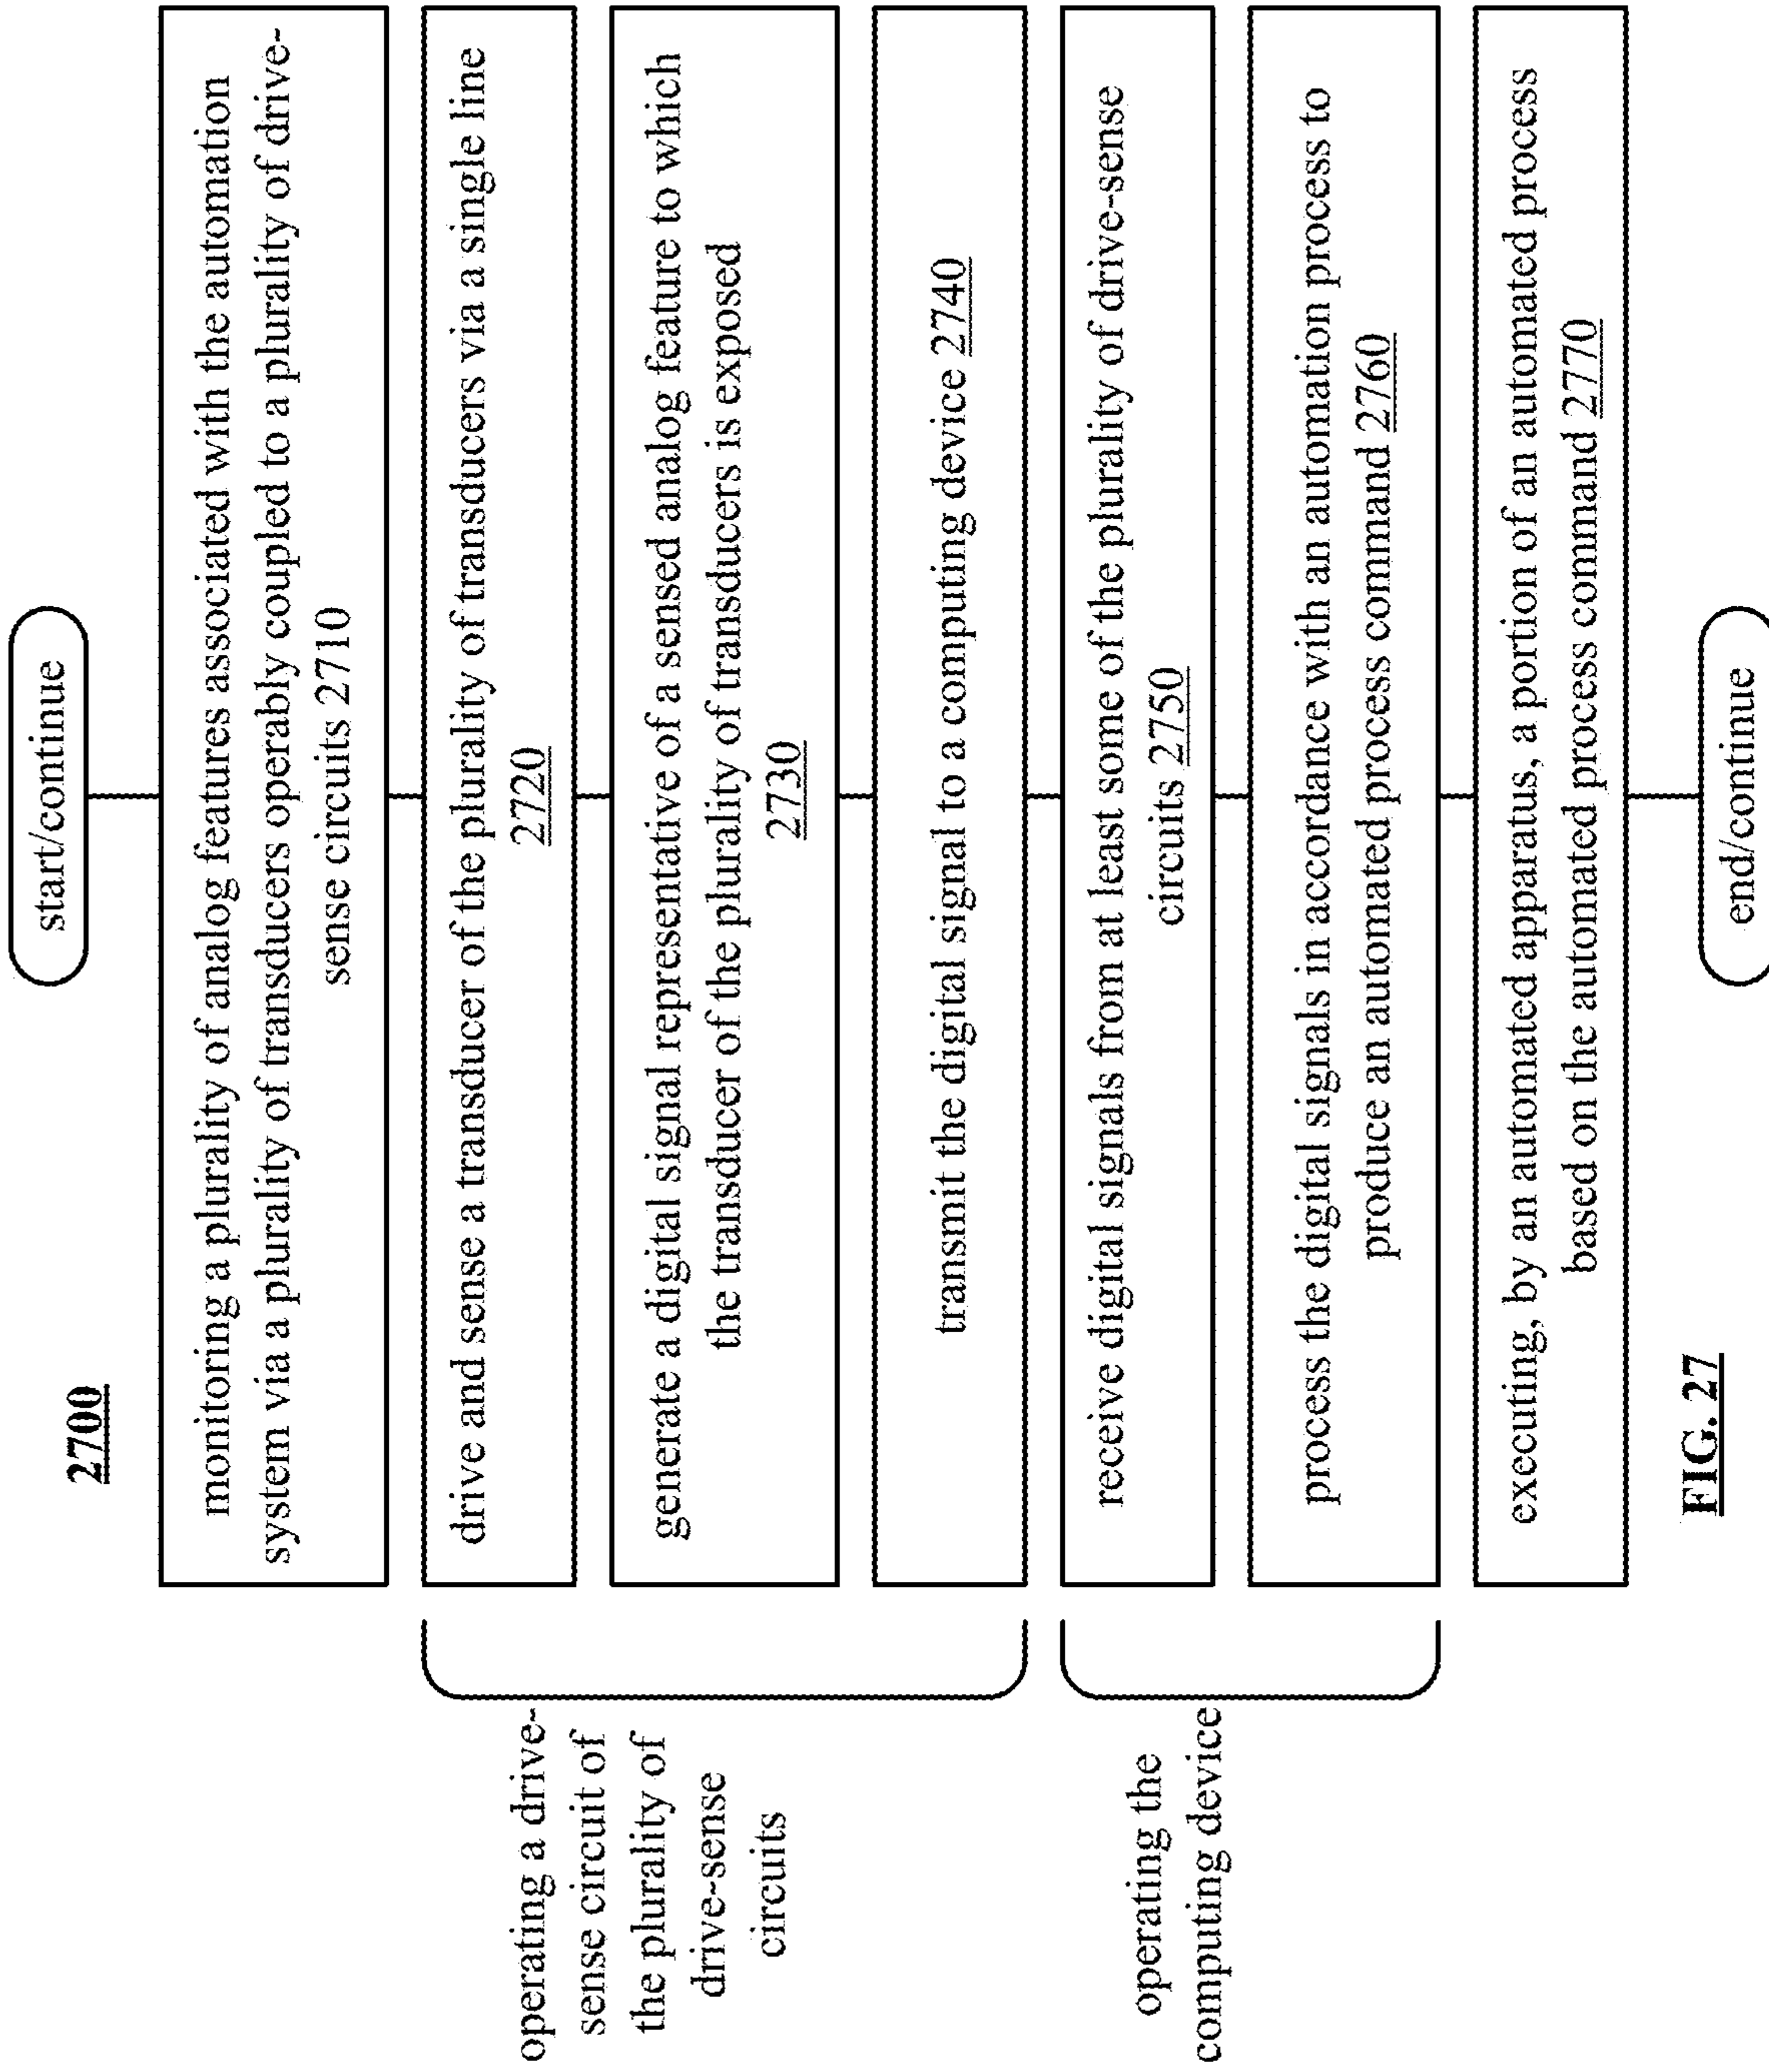 2700
start/continue
monitoring a plurality of analog features associated with the automation
system via a plurality of transducers operably coupled to a plurality of drive-
sense circuits 2710
operating a drive-
sense circuit of
the plurality of
drive-sense
circuits
drive and sense a transducer of the plurality of transducers via a single line
2720
generate a digital signal representative of a sensed analog feature to which
the transducer of the plurality of transducers is exposed
2730
transmit the digital signal to a computing device 2740
operating the
computing device
receive digital signals from at least some of the plurality of drive-sense
circuits 2750
process the digital signals in accordance with an automation process to
produce an automated process command 2760
executing, by an automated apparatus, a portion of an automated process
based on the automated process command 2770
FIG. 27
end/continue